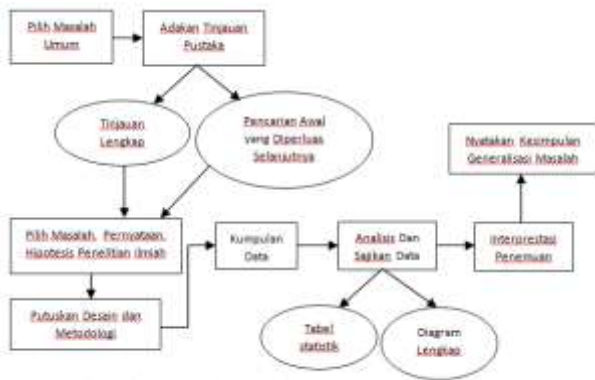 Pilih Masalah
Umum
Adakan Tinjauan
Pustaka
Tinjauan
Lengkap
Pencarian Awal
yang Diperluas
Selanjutnya
Nyatakan Kesimpulan
Generalisasi Masalah
Pilih Masalah, Pernyataan,
Hipotesis Penelitian Ilmiah
Kumpulan
Data
Analisis Dan
Sajikan Data
Interprestasi
Penemuan
Putuskan Desain dan
Metodologi
Tabel
statistik
Diagram
Lengkap